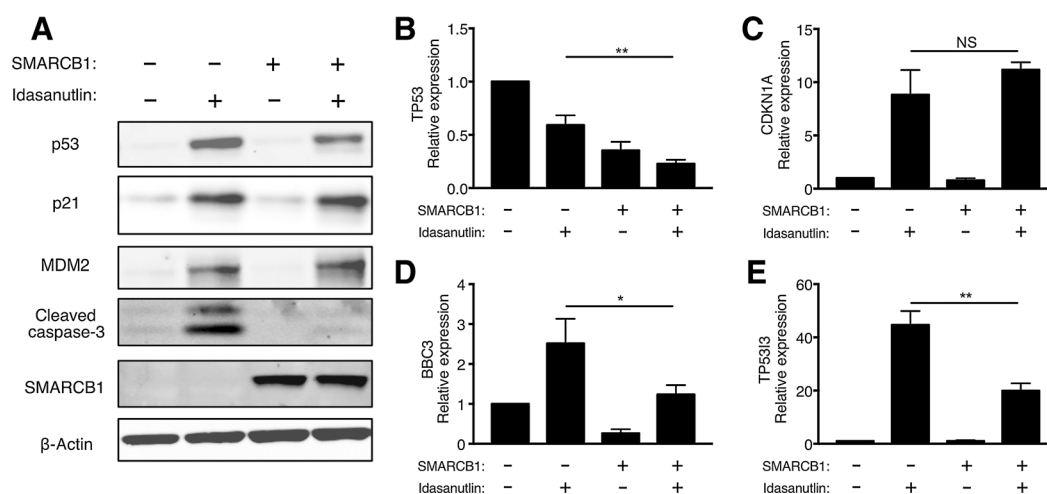 A
SMARCB1: – – + +
Idasanutlin: – + – +
p53
p21
MDM2
Cleaved
caspase-3
SMARCB1
β-Actin
B
TP53
Relative expression
1.5
1.0
0.5
0.0
**
SMARCB1: – – + +
Idasanutlin: – + – +
C
CDKN1A
Relative expression
15
10
5
0
NS
SMARCB1: – – + +
Idasanutlin: – + – +
D
BBC3
Relative expression
4
3
2
1
0
*
SMARCB1: – – + +
Idasanutlin: – + – +
E
TP53I3
Relative expression
60
40
20
0
**
SMARCB1: – – + +
Idasanutlin: – + – +